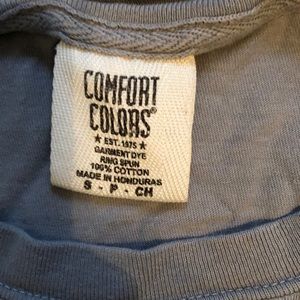 COMFORT
COLORS®
★ EST. 1975 ★
GARMENT DYE
RING SPUN
100% COTTON
MADE IN HONDURAS
S - P - CH